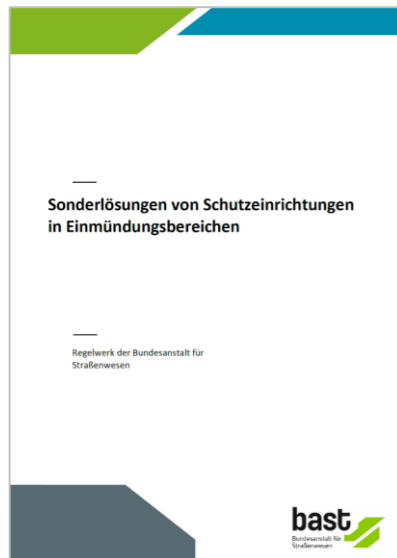 Sonderlösungen von Schutzeinrichtungen
in Einmündungsbereichen
Regelwerk der Bundesanstalt für
Straßenwesen
bast
Bundesanstalt für
Straßenwesen